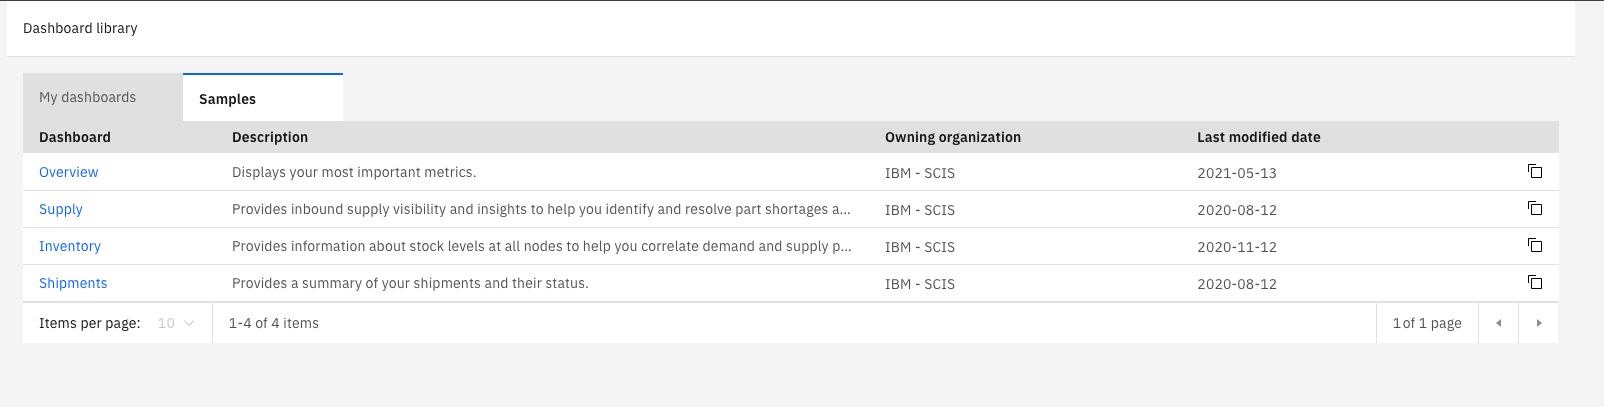 Dashboard library
My dashboards Samples
Dashboard Description Owning organization Last modified date
Overview Displays your most important metrics. IBM - SCIS 2021-05-13
Supply Provides inbound supply visibility and insights to help you identify and resolve part shortages a... IBM - SCIS 2020-08-12
Inventory Provides information about stock levels at all nodes to help you correlate demand and supply p... IBM - SCIS 2020-11-12
Shipments Provides a summary of your shipments and their status. IBM - SCIS 2020-08-12
Items per page: 10 1-4 of 4 items 1 of 1 page